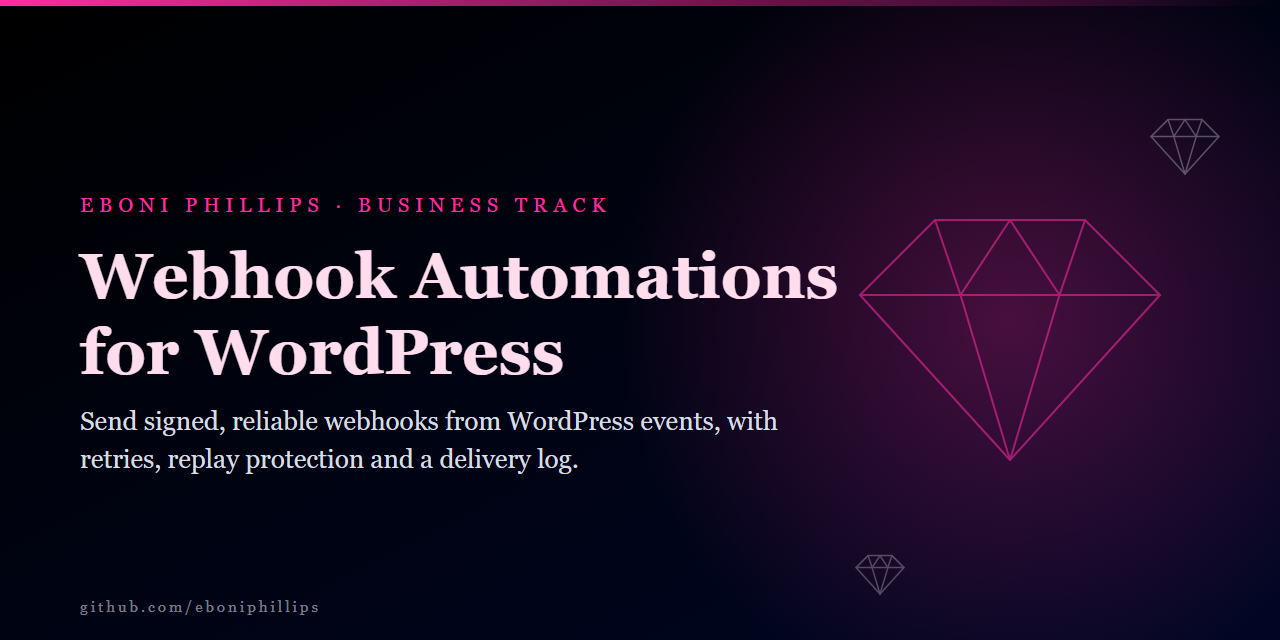 EBONI PHILLIPS · BUSINESS TRACK
Webhook Automations
for WordPress
Send signed, reliable webhooks from WordPress events, with
retries, replay protection and a delivery log.
github.com/eboniphillips